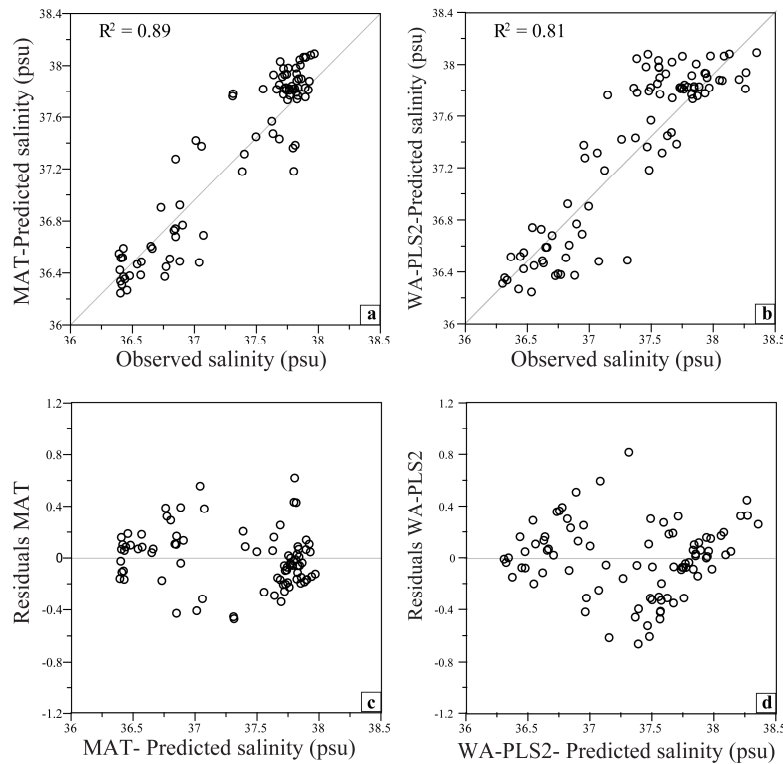 38.4
38
37.6
37.2
36.8
36.4
36
R² = 0.89
MAT-Predicted salinity (psu)
a
36 36.5 37 37.5 38 38.5
Observed salinity (psu)
38.4
38
37.6
37.2
36.8
36.4
36
R² = 0.81
WA-PLS2-Predicted salinity (psu)
b
36 36.5 37 37.5 38 38.5
Observed salinity (psu)
1.2
0.8
0.4
0
-0.4
-0.8
-1.2
Residuals MAT
c
36 36.5 37 37.5 38 38.5
MAT- Predicted salinity (psu)
1.2
0.8
0.4
0
-0.4
-0.8
-1.2
Residuals WA-PLS2
d
36 36.5 37 37.5 38 38.5
WA-PLS2- Predicted salinity (psu)